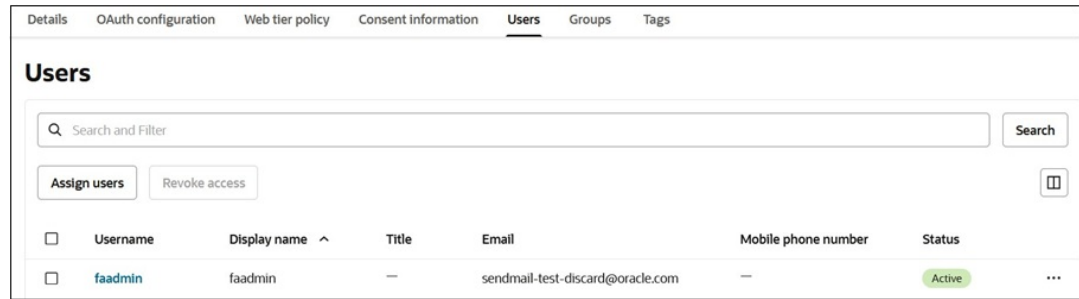 Details OAuth configuration Web tier policy Consent information Users Groups Tags
Users
Search and Filter Search
Assign users Revoke access
Username Display name Title Email Mobile phone number Status
faadmin faadmin — sendmail-test-discard@oracle.com — Active ...